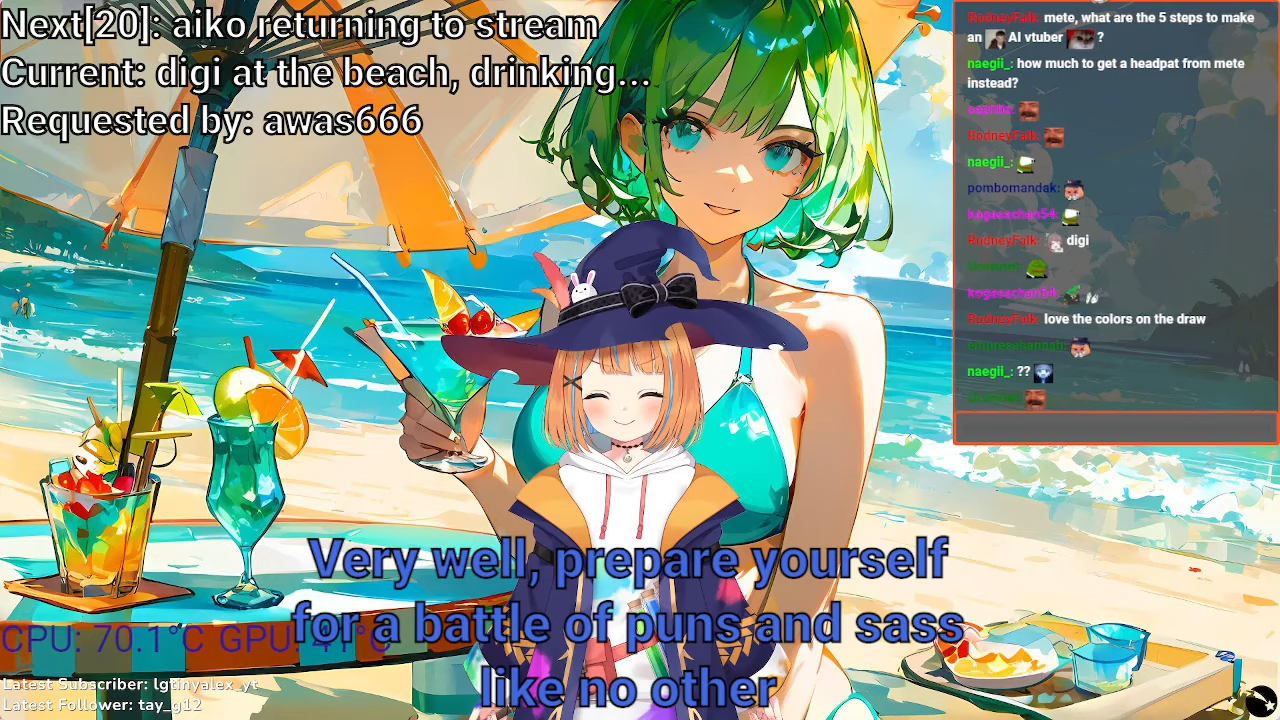 Next[20]: aiko returning to stream
Current: digi at the beach, drinking...
Requested by: awas666
RodneyFalk: mete, what are the 5 steps to make
an AI vtuber ?
naegii_: how much to get a headpat from mete
instead?
RodneyFalk:
naegii_:
pombomandak:
RodneyFalk: digi
RodneyFalk: love the colors on the draw
empresshannah:
naegii_: ??
Very well, prepare yourself
for a battle of puns and sass
like no other
CPU: 70.1°C GPU: 41°C
Latest Subscriber: lgtinyalex_yt
Latest Follower: tay_g12